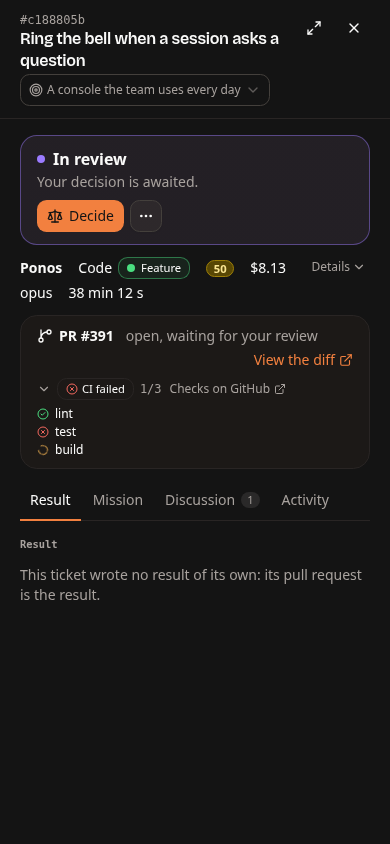 #c188805b
Ring the bell when a session asks a
question
A console the team uses every day
In review
Your decision is awaited.
Decide
Ponos Code Feature 50 $8.13 Details
opus 38 min 12 s
PR #391 open, waiting for your review
View the diff
CI failed 1/3 Checks on GitHub
lint
test
build
Result Mission Discussion 1 Activity
Result
This ticket wrote no result of its own: its pull request
is the result.